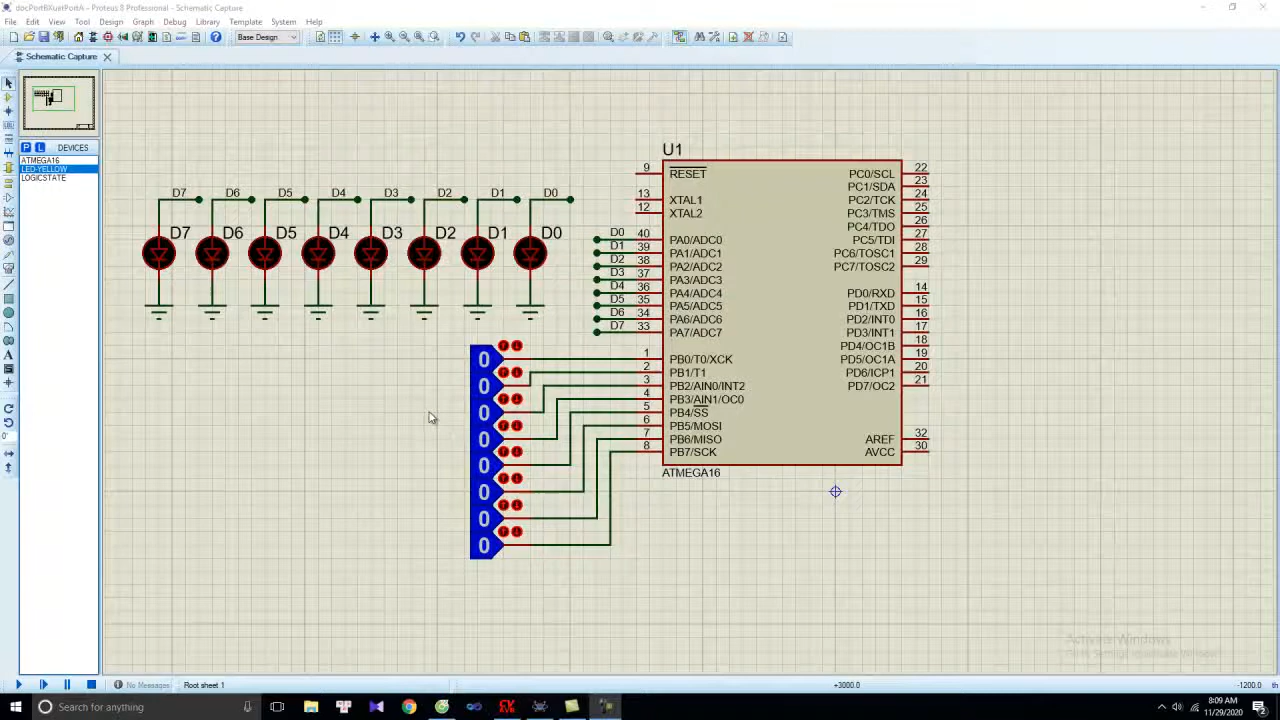 docPortBXuerPortA - Proteus 8 Professional - Schematic Capture
File Edit View Tool Design Graph Debug Library Template System Help
Base Design
Schematic Capture
P L DEVICES
ATMEGA16
LED-YELLOW
LOGICSTATE
D7 D6 D5 D4 D3 D2 D1 D0
D7 D6 D5 D4 D3 D2 D1 D0
U1
9 RESET
13 XTAL1
12 XTAL2
D0 40 PA0/ADC0
D1 39 PA1/ADC1
D2 38 PA2/ADC2
D3 37 PA3/ADC3
D4 36 PA4/ADC4
D5 35 PA5/ADC5
D6 34 PA6/ADC6
D7 33 PA7/ADC7
1 PB0/T0/XCK
2 PB1/T1
3 PB2/AIN0/INT2
4 PB3/AIN1/OC0
5 PB4/SS
6 PB5/MOSI
7 PB6/MISO
8 PB7/SCK
PC0/SCL 22
PC1/SDA 23
PC2/TCK 24
PC3/TMS 25
PC4/TDO 26
PC5/TDI 27
PC6/TOSC1 28
PC7/TOSC2 29
PD0/RXD 14
PD1/TXD 15
PD2/INT0 16
PD3/INT1 17
PD4/OC1B 18
PD5/OC1A 19
PD6/ICP1 20
PD7/OC2 21
AREF 32
AVCC 30
ATMEGA16
0
0
0
0
0
0
0
0
0°
Activate Windows
No Messages
Root sheet 1
+3000.0
-1200.0
th
Search for anything
8:09 AM
11/29/2020
2